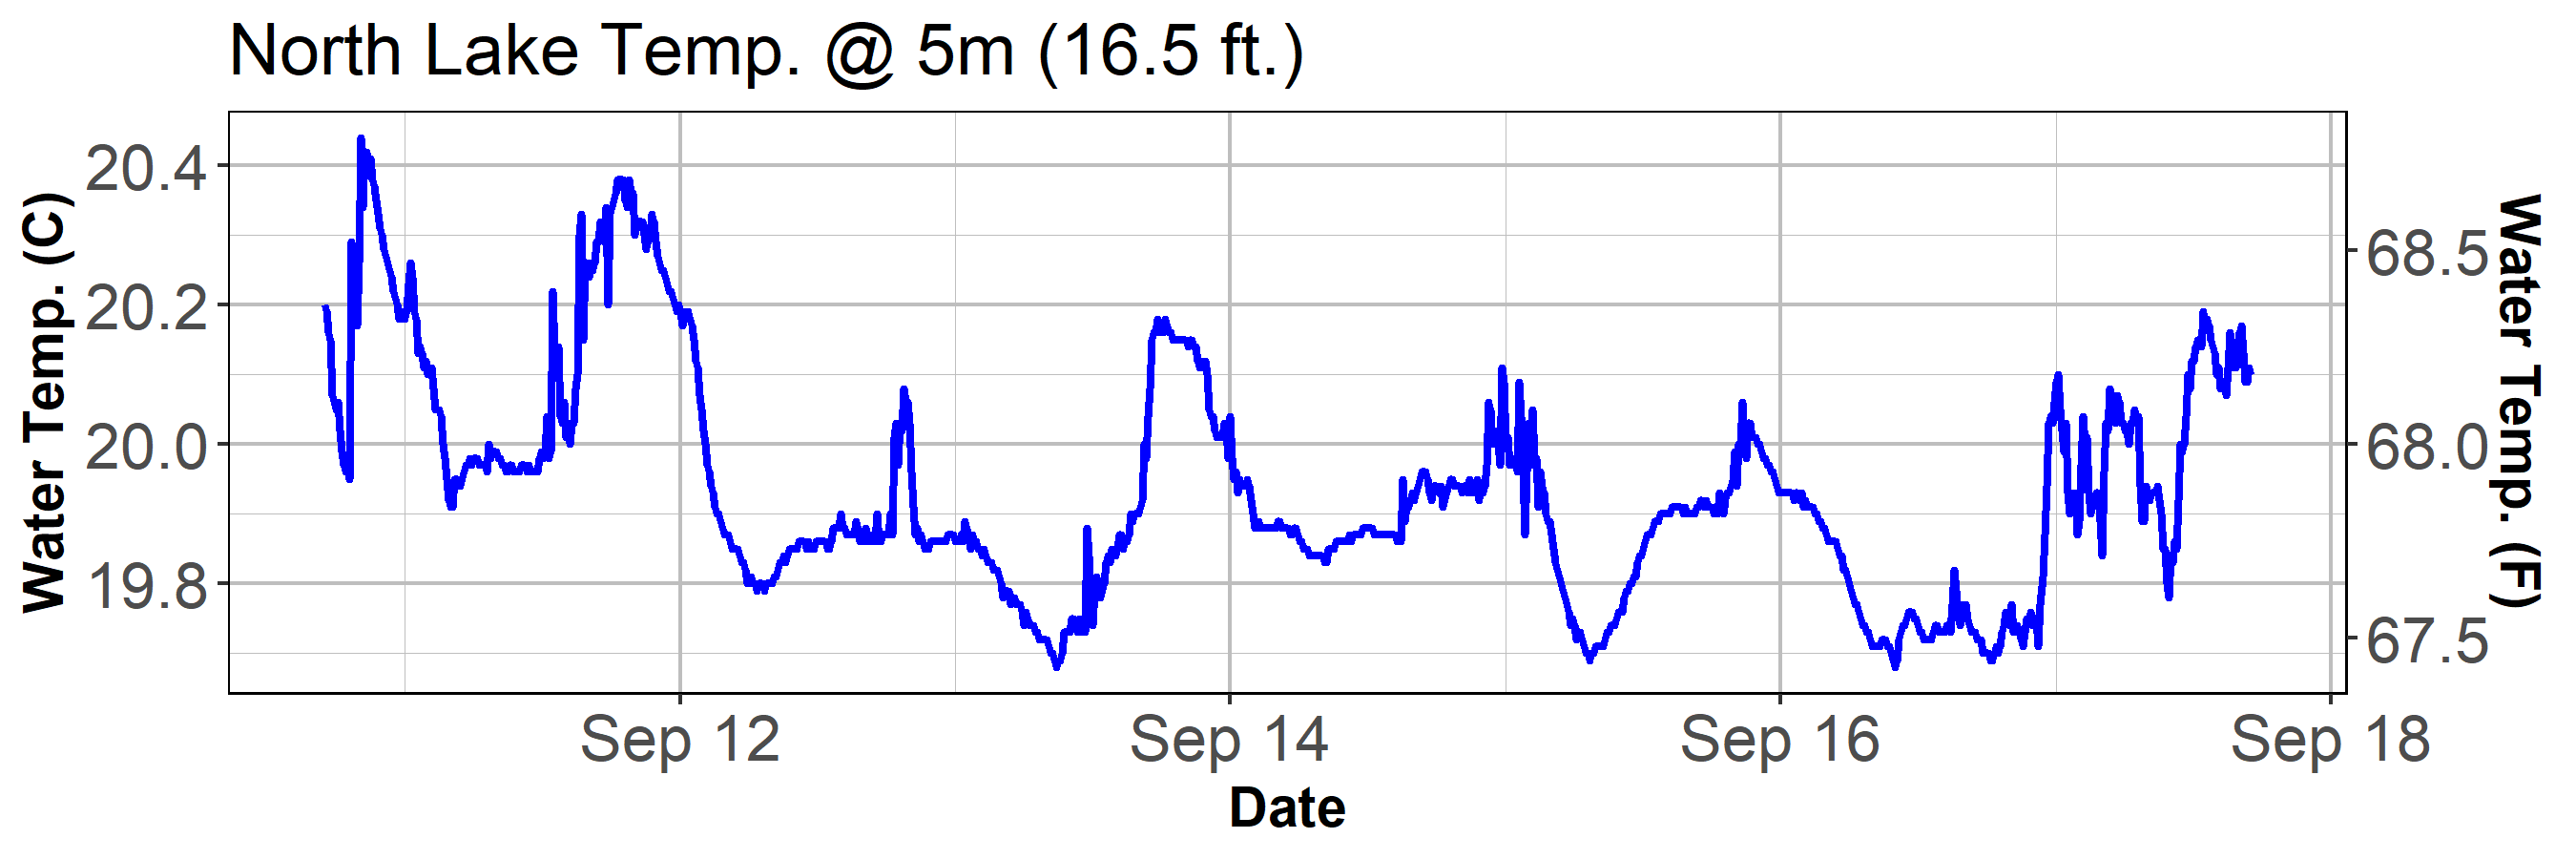 North Lake Temp. @ 5m (16.5 ft.)
Water Temp. (C)
20.4
20.2
20.0
19.8
68.5
68.0
67.5
Water Temp. (F)
Sep 12
Sep 14
Sep 16
Sep 18
Date